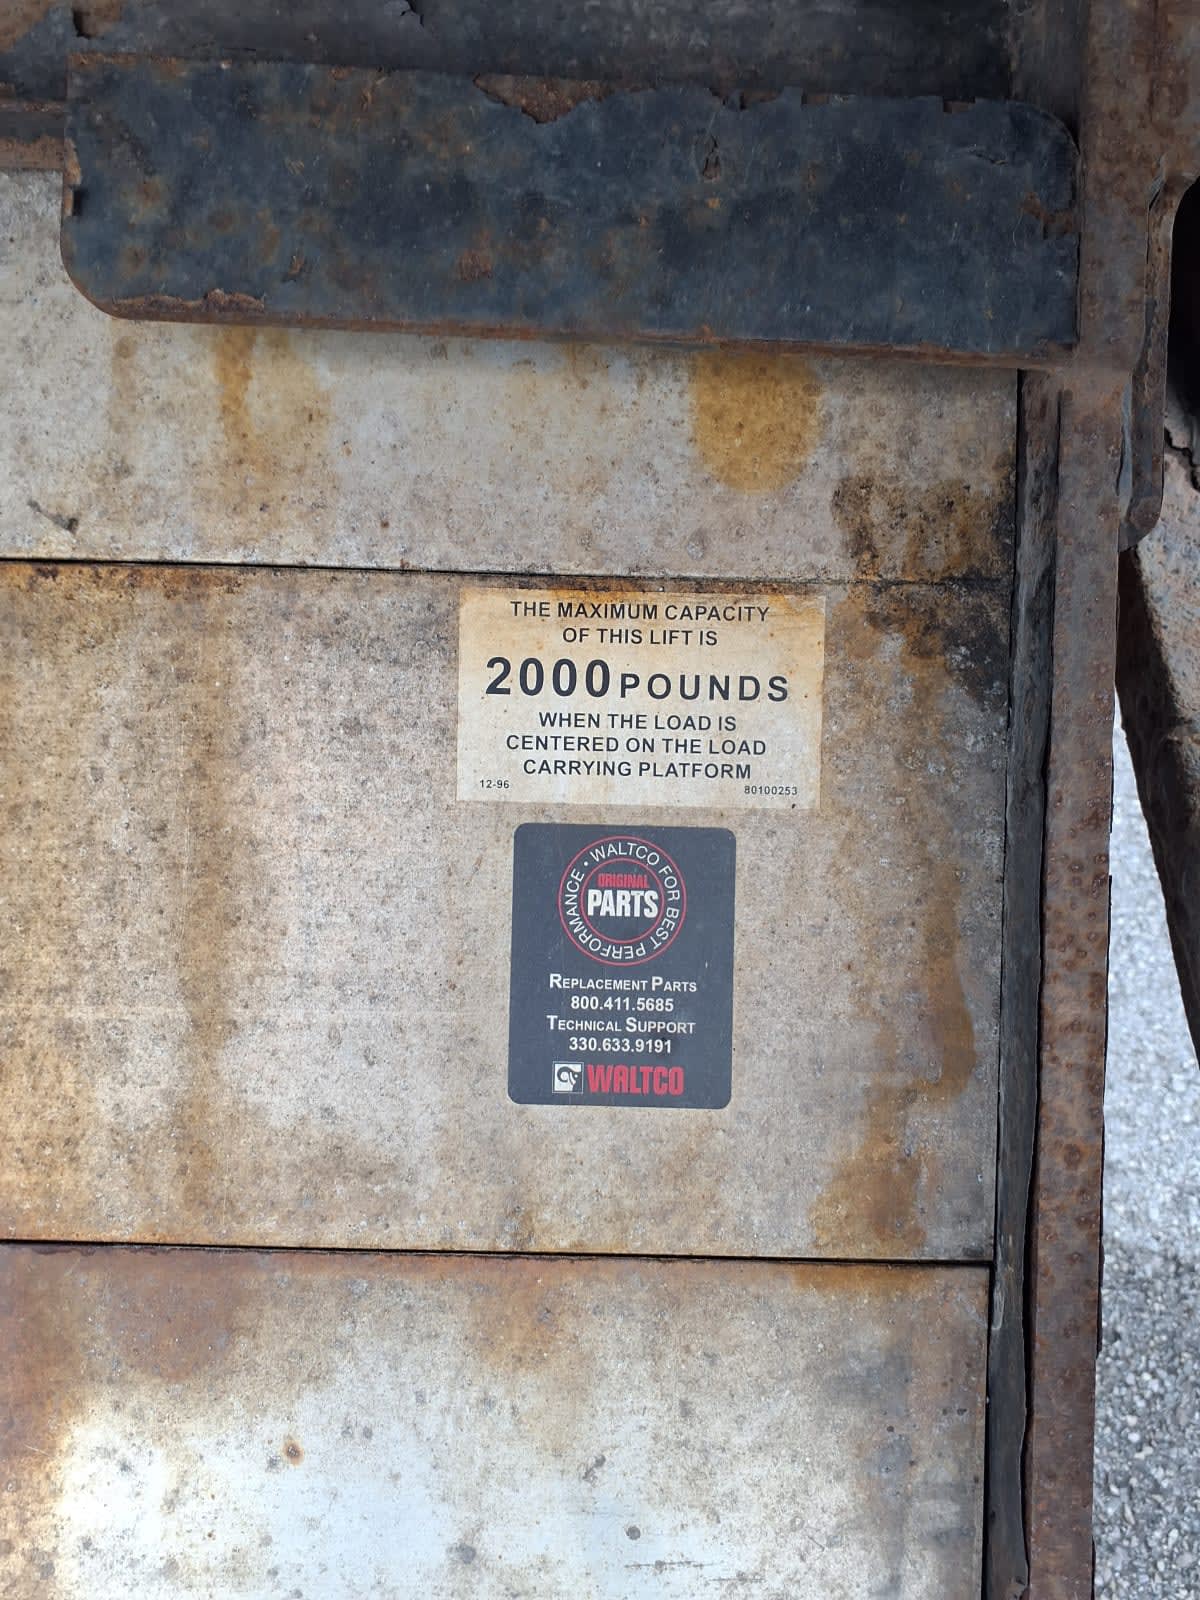 THE MAXIMUM CAPACITY
OF THIS LIFT IS
2000 POUNDS
WHEN THE LOAD IS
CENTERED ON THE LOAD
CARRYING PLATFORM
12-96 80100253
WALTCO FOR BEST PERFORMANCE •
ORIGINAL
PARTS
REPLACEMENT PARTS
800.411.5685
TECHNICAL SUPPORT
330.633.9191
WALTCO